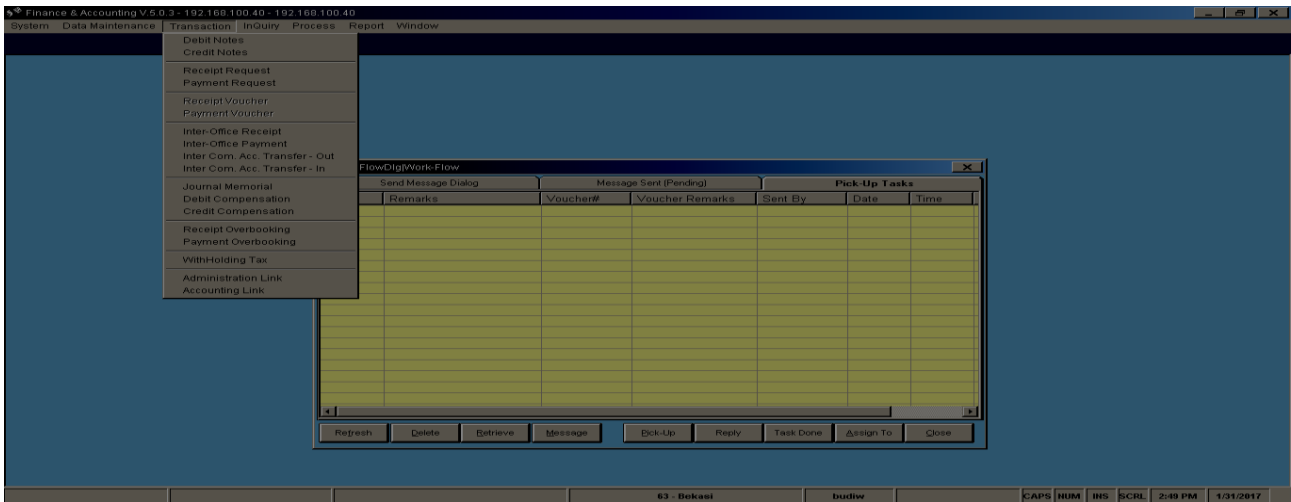 Finance & Accounting V.5.0.3 - 192.168.100.40 - 192.168.100.40
System Data Maintenance Transaction InQuiry Process Report Window
Debit Notes
Credit Notes
Receipt Request
Payment Request
Receipt Voucher
Payment Voucher
Inter-Office Receipt
Inter-Office Payment
Inter Com. Acc. Transfer - Out
Inter Com. Acc. Transfer - In
Journal Memorial
Debit Compensation
Credit Compensation
Receipt Overbooking
Payment Overbooking
WithHolding Tax
Administration Link
Accounting Link
FlowDlg|Work-Flow
Send Message Dialog Message Sent (Pending) Pick-Up Tasks
Remarks Voucher# Voucher Remarks Sent By Date Time
Refresh Delete Retrieve Message Pick-Up Reply Task Done Assign To Close
63 - Bekasi budiw CAPS NUM INS SCRL 2:49 PM 1/31/2017